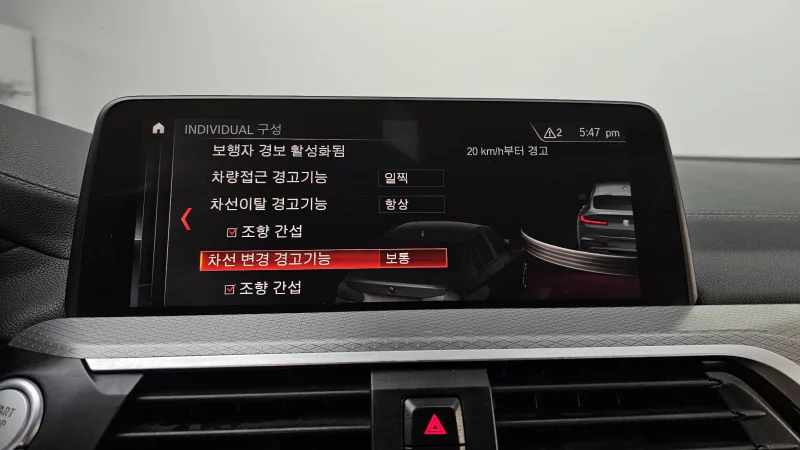 INDIVIDUAL 구성
2 5:47 pm
보행자 경보 활성화됨
20 km/h부터 경고
차량접근 경고기능 일찍
차선이탈 경고기능 항상
조향 간섭
차선 변경 경고기능 보통
조향 간섭